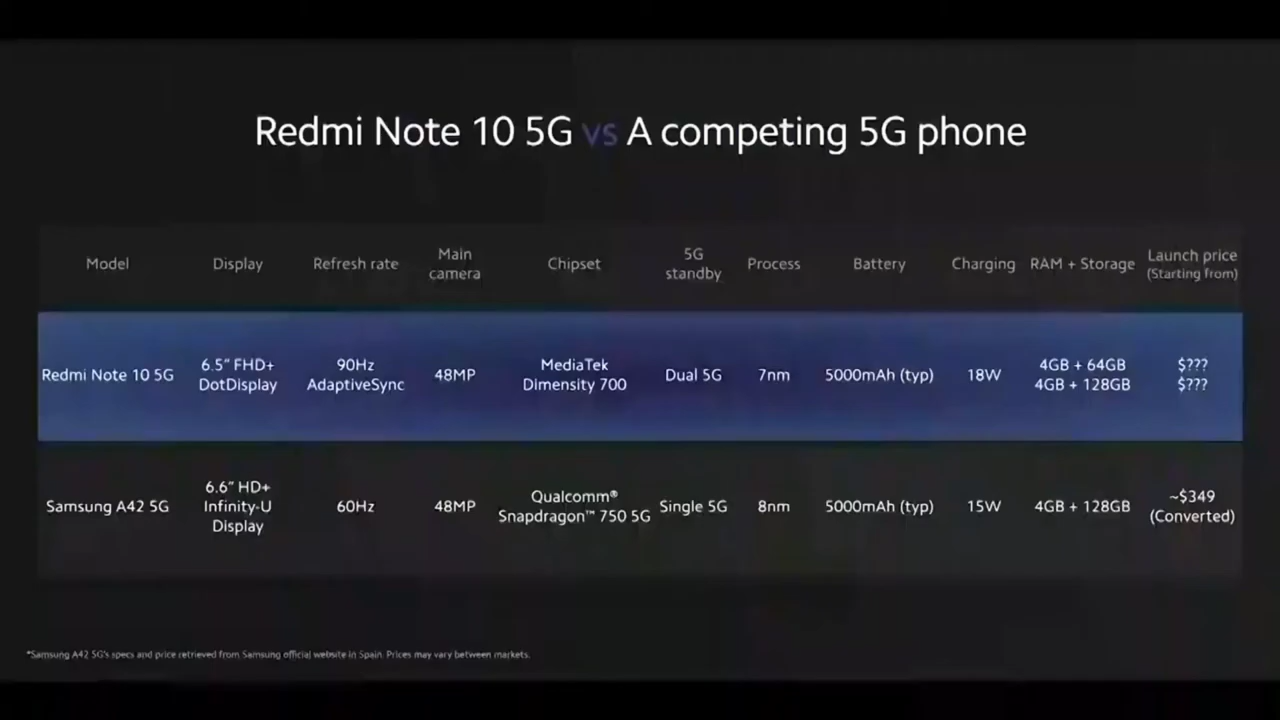 Redmi Note 10 5G vs A competing 5G phone
Model Display Refresh rate Main camera Chipset 5G standby Process Battery Charging RAM + Storage Launch price (Starting from)
Redmi Note 10 5G 6.5” FHD+ DotDisplay 90Hz AdaptiveSync 48MP MediaTek Dimensity 700 Dual 5G 7nm 5000mAh (typ) 18W 4GB + 64GB 4GB + 128GB $??? $???
Samsung A42 5G 6.6” HD+ Infinity-U Display 60Hz 48MP Qualcomm® Snapdragon™ 750 5G Single 5G 8nm 5000mAh (typ) 15W 4GB + 128GB ~$349 (Converted)
*Samsung A42 5G's specs and price retrieved from Samsung official website in Spain. Prices may vary between markets.